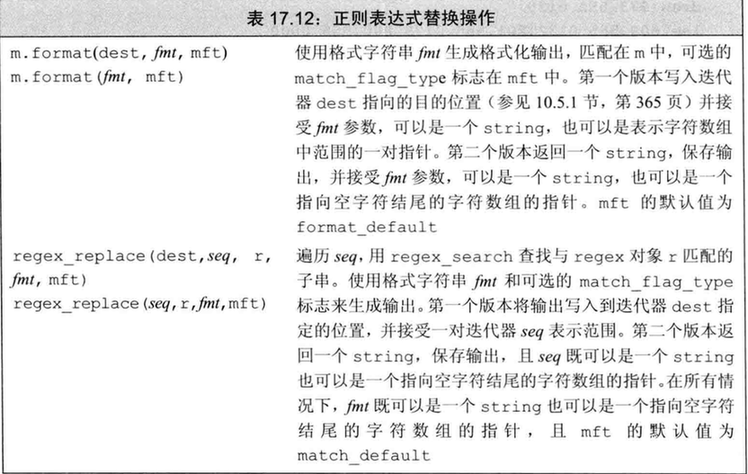 表 17.12：正则表达式替换操作
m.format(dest, fmt, mft)
m.format(fmt, mft)
使用格式字符串 fmt 生成格式化输出，匹配在 m 中，可选的
match_flag_type 标志在 mft 中。第一个版本写入迭代
器 dest 指向的目的位置（参见 10.5.1 节，第 365 页）并接
受 fmt 参数，可以是一个 string，也可以是表示字符数组
中范围的一对指针。第二个版本返回一个 string，保存输
出，并接受 fmt 参数，可以是一个 string，也可以是一个
指向空字符结尾的字符数组的指针。mft 的默认值为
format_default
regex_replace(dest, seq, r,
fmt, mft)
regex_replace(seq,r,fmt,mft)
遍历 seq，用 regex_search 查找与 regex 对象 r 匹配的
子串。使用格式字符串 fmt 和可选的 match_flag_type
标志来生成输出。第一个版本将输出写入到迭代器 dest 指
定的位置，并接受一对迭代器 seq 表示范围。第二个版本返
回一个 string，保存输出，且 seq 既可以是一个 string
也可以是一个指向空字符结尾的字符数组的指针。在所有情
况下，fmt 既可以是一个 string 也可以是一个指向空字符
结尾的字符数组的指针，且 mft 的默认值为
match_default